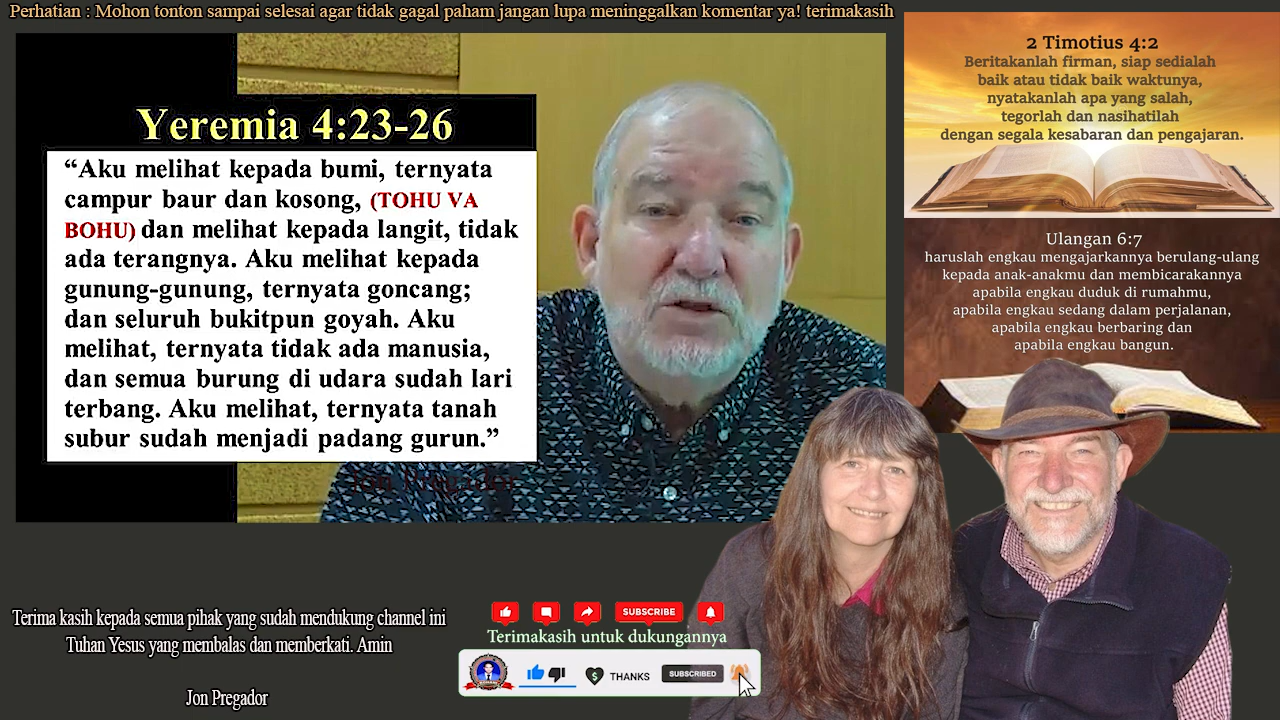 Perhatian : Mohon tonton sampai selesai agar tidak gagal paham jangan lupa meninggalkan komentar ya! terimakasih
Yeremia 4:23-26
“Aku melihat kepada bumi, ternyata
campur baur dan kosong, (TOHU VA
BOHU) dan melihat kepada langit, tidak
ada terangnya. Aku melihat kepada
gunung-gunung, ternyata goncang;
dan seluruh bukitpun goyah. Aku
melihat, ternyata tidak ada manusia,
dan semua burung di udara sudah lari
terbang. Aku melihat, ternyata tanah
subur sudah menjadi padang gurun.”
Jon Pregador
2 Timotius 4:2
Beritakanlah firman, siap sedialah
baik atau tidak baik waktunya,
nyatakanlah apa yang salah,
tegorlah dan nasihatilah
dengan segala kesabaran dan pengajaran.
Ulangan 6:7
haruslah engkau mengajarkannya berulang-ulang
kepada anak-anakmu dan membicarakannya
apabila engkau duduk di rumahmu,
apabila engkau sedang dalam perjalanan,
apabila engkau berbaring dan
apabila engkau bangun.
Terima kasih kepada semua pihak yang sudah mendukung channel ini
Tuhan Yesus yang membalas dan memberkati. Amin
Jon Pregador
SUBSCRIBE
Terimakasih untuk dukungannya
THANKS
SUBSCRIBED